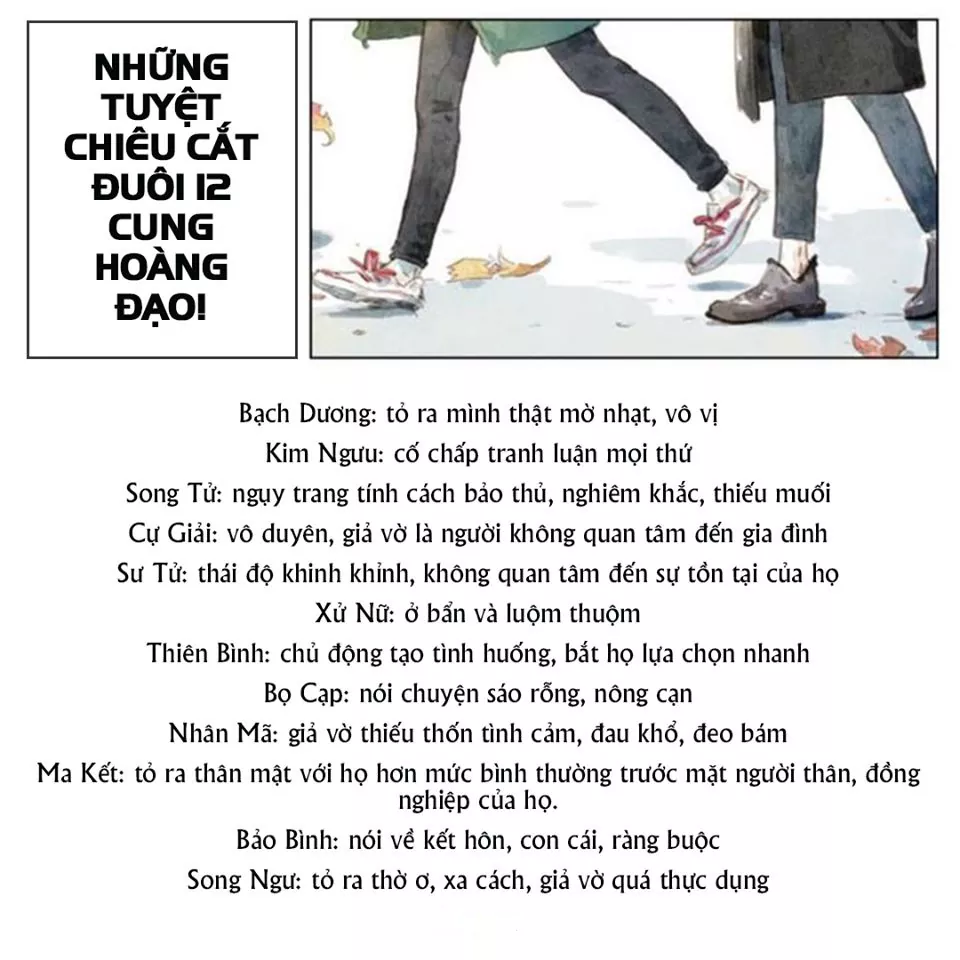 NHỮNG
TUYỆT
CHIÊU CẮT
ĐUÔI 12
CUNG
HOÀNG
ĐẠO!
Bạch Dương: tỏ ra mình thật mờ nhạt, vô vị
Kim Ngưu: cố chấp tranh luận mọi thứ
Song Tử: ngụy trang tính cách bảo thủ, nghiêm khắc, thiếu muối
Cự Giải: vô duyên, giả vờ là người không quan tâm đến gia đình
Sư Tử: thái độ khinh khỉnh, không quan tâm đến sự tồn tại của họ
Xử Nữ: ở bẩn và luộm thuộm
Thiên Bình: chủ động tạo tình huống, bắt họ lựa chọn nhanh
Bọ Cạp: nói chuyện sáo rỗng, nông cạn
Nhân Mã: giả vờ thiếu thốn tình cảm, đau khổ, đeo bám
Ma Kết: tỏ ra thân mật với họ hơn mức bình thường trước mặt người thân, đồng
nghiệp của họ.
Bảo Bình: nói về kết hôn, con cái, ràng buộc
Song Ngư: tỏ ra thờ ơ, xa cách, giả vờ quá thực dụng